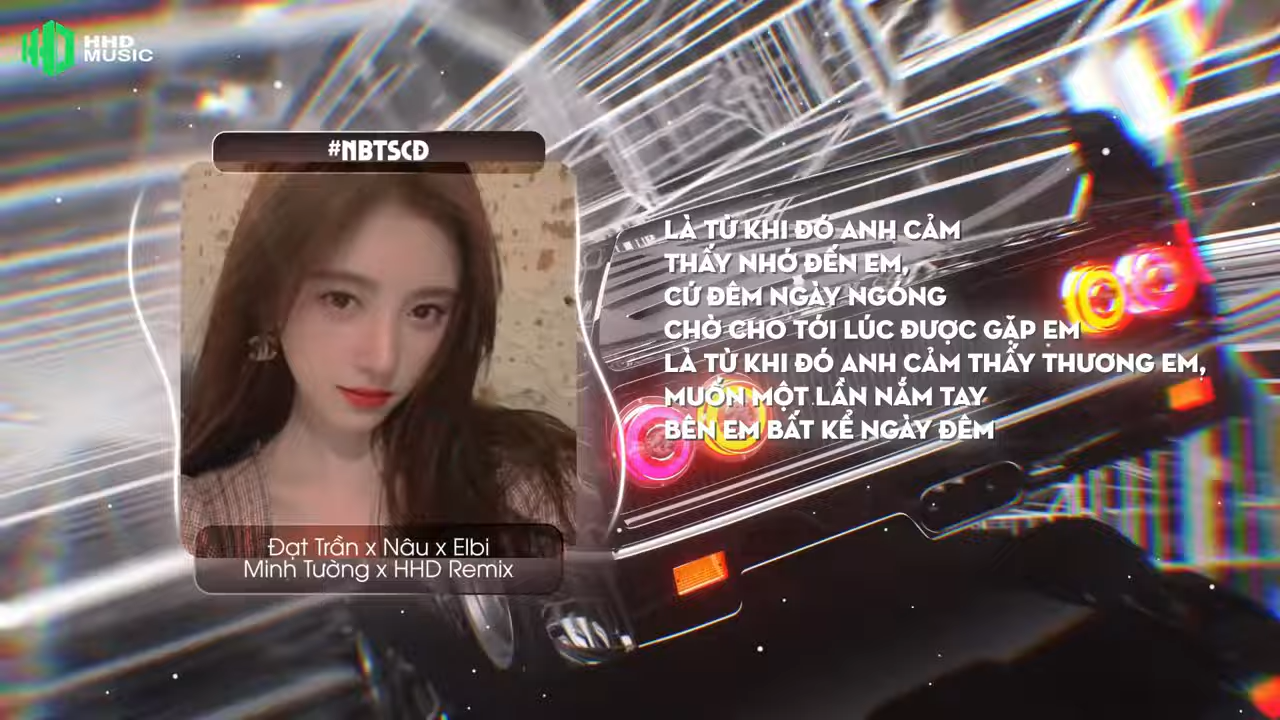 HHD
MUSIC
#NBTSCĐ
LÀ TỪ KHI ĐÓ ANH CẢM
THẤY NHỚ ĐẾN EM,
CỨ ĐÊM NGÀY NGÓNG
CHỜ CHO TỚI LÚC ĐƯỢC GẶP EM
LÀ TỪ KHI ĐÓ ANH CẢM THẤY THƯƠNG EM,
MUỐN MỘT LẦN NẮM TAY
BÊN EM BẤT KỂ NGÀY ĐÊM
Đạt Trần x Nâu x Elbi
Minh Tường x HHD Remix